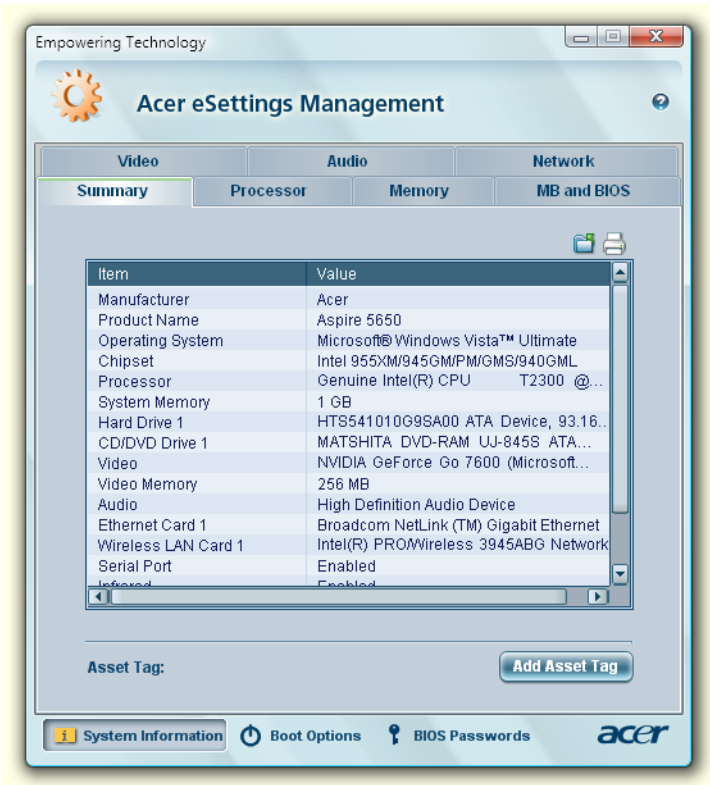 Empowering Technology
Acer eSettings Management
Video Audio Network
Summary Processor Memory MB and BIOS
Item Value
Manufacturer Acer
Product Name Aspire 5650
Operating System Microsoft® Windows Vista™ Ultimate
Chipset Intel 955XM/945GM/PM/GMS/940GML
Processor Genuine Intel(R) CPU T2300 @...
System Memory 1 GB
Hard Drive 1 HTS541010G9SA00 ATA Device, 93.16..
CD/DVD Drive 1 MATSHITA DVD-RAM UJ-845S ATA...
Video NVIDIA GeForce Go 7600 (Microsoft...
Video Memory 256 MB
Audio High Definition Audio Device
Ethernet Card 1 Broadcom NetLink (TM) Gigabit Ethernet
Wireless LAN Card 1 Intel(R) PRO/Wireless 3945ABG Network
Serial Port Enabled
Infrared Enabled
Asset Tag: Add Asset Tag
System Information Boot Options BIOS Passwords acer